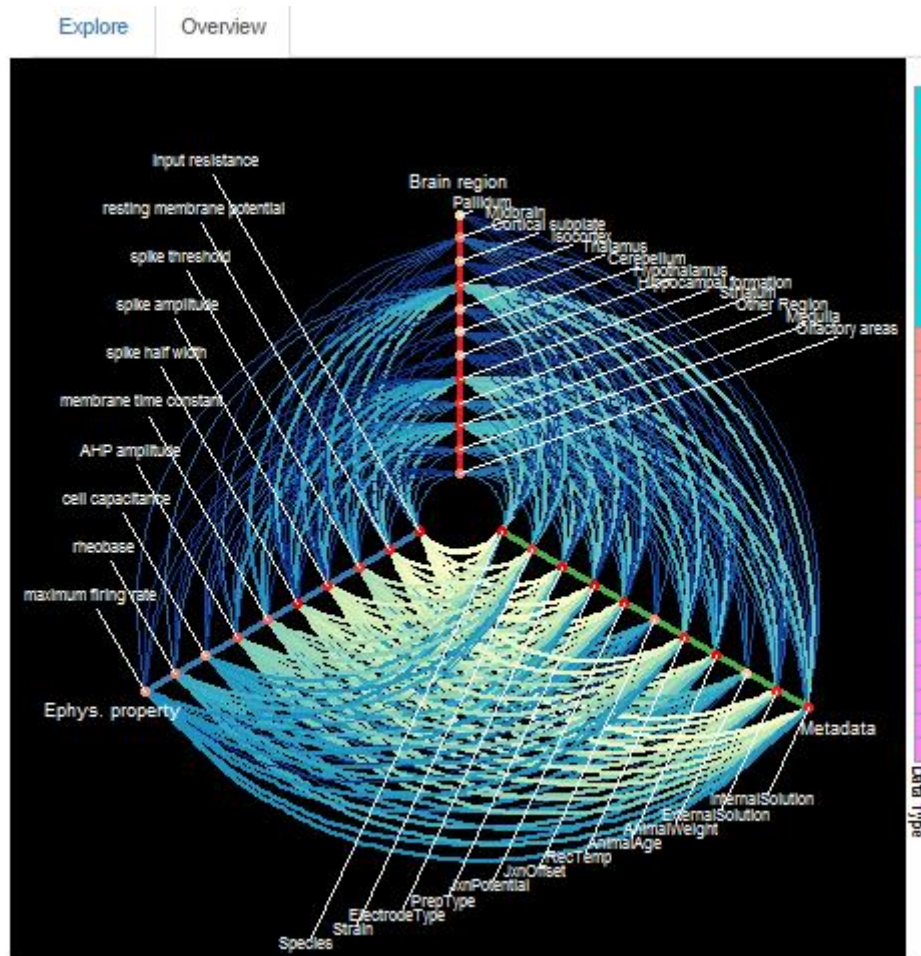 Explore
Overview
Input resistance
Brain region
Pallidum
resting membrane potential
Midbrain
Cortical subplate
Isocortex
Thalamus
spike threshold
Cerebellum
Hypothalamus
Hippocampal formation
Striatum
spike amplitude
Other Region
Medulla
Olfactory areas
spike half width
membrane time constant
AHP amplitude
cell capacitance
rheobase
maximum firing rate
Ephys. property
Metadata
InternalSolution
ExternalSolution
AnimalWeight
AnimalAge
RecTemp
JxnOffset
JxnPotential
PrepType
ElectrodeType
Strain
Species
Data Type